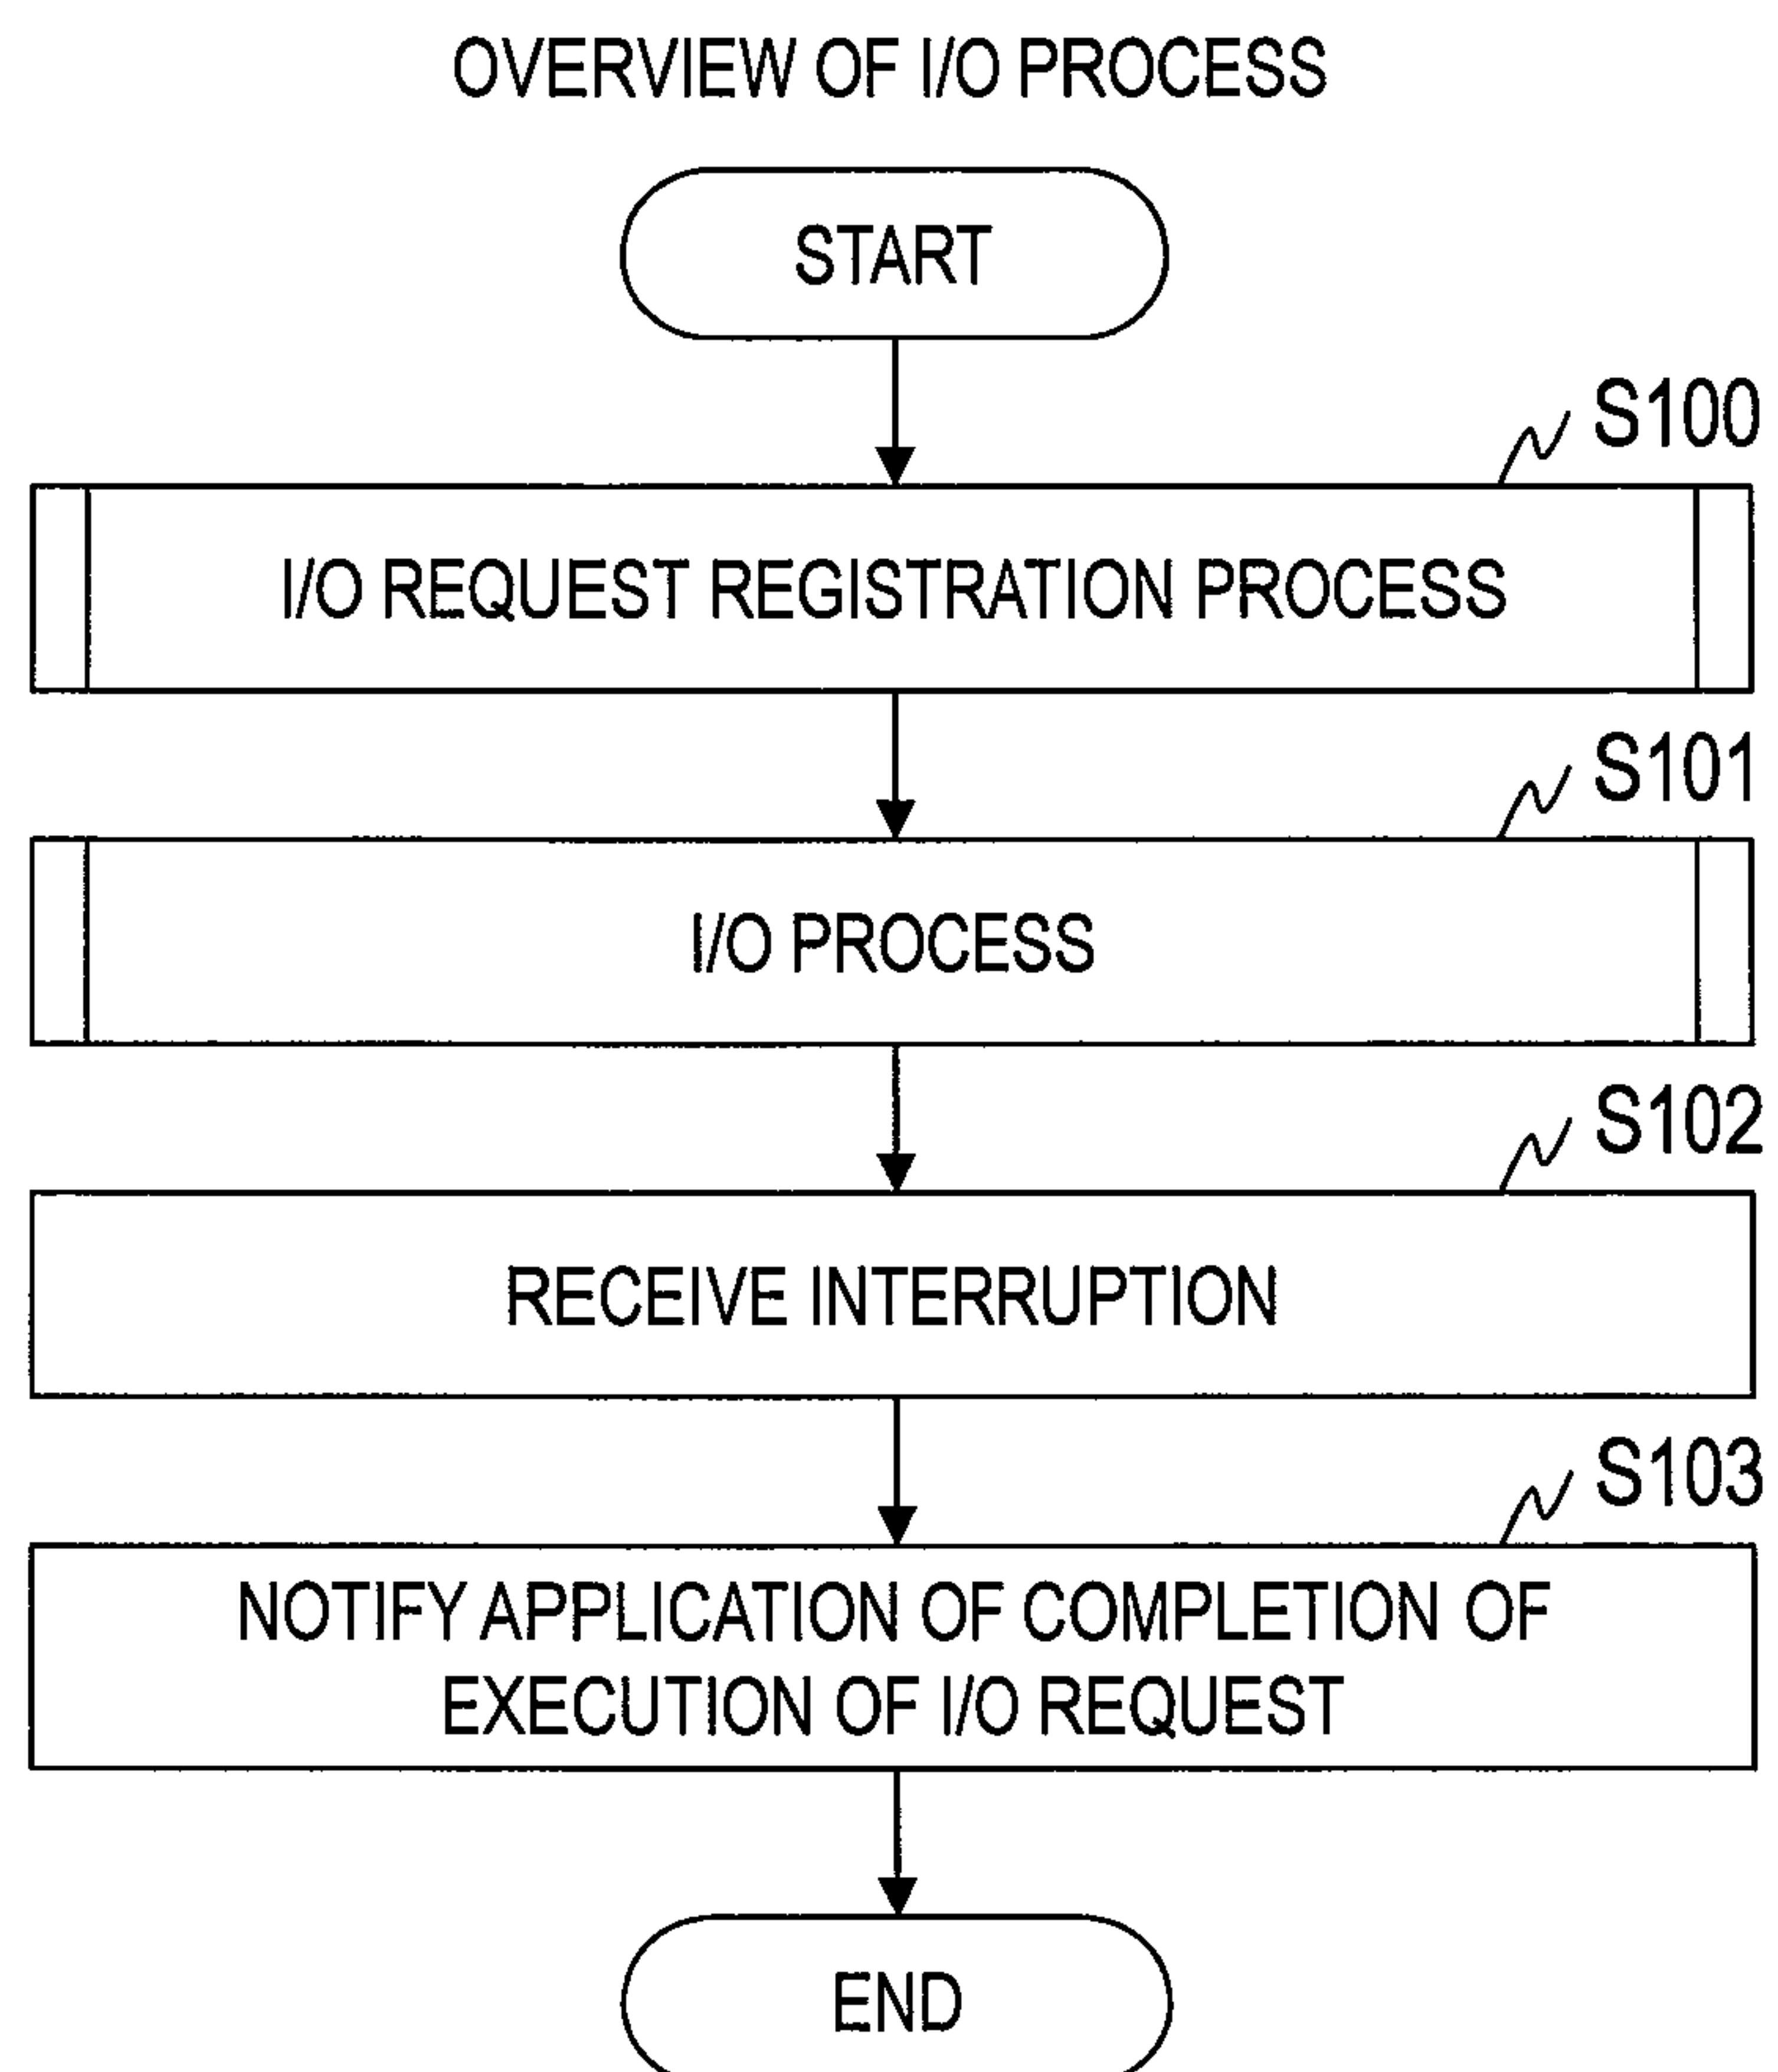 OVERVIEW OF I/O PROCESS
START
S100
I/O REQUEST REGISTRATION PROCESS
S101
I/O PROCESS
S102
RECEIVE INTERRUPTION
S103
NOTIFY APPLICATION OF COMPLETION OF
EXECUTION OF I/O REQUEST
END